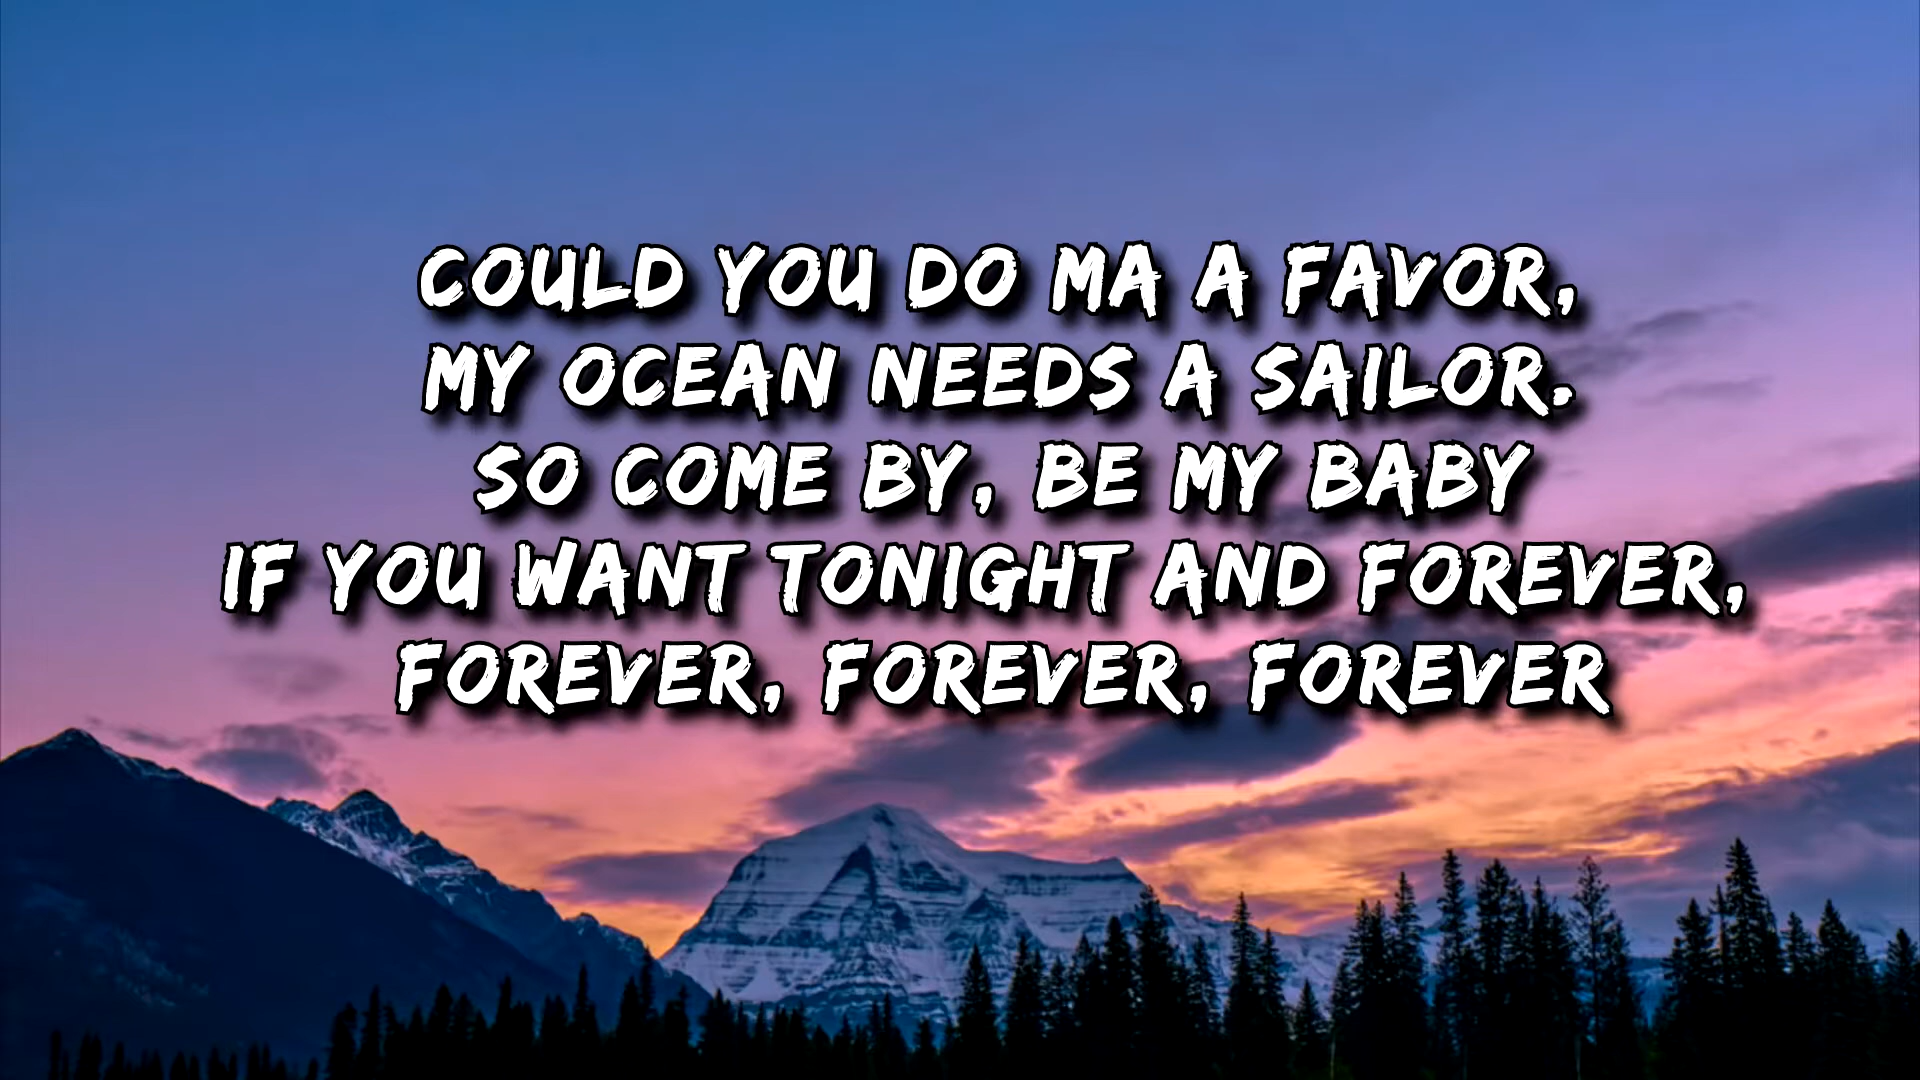 COULD YOU DO MA A FAVOR,
MY OCEAN NEEDS A SAILOR.
SO COME BY, BE MY BABY
IF YOU WANT TONIGHT AND FOREVER,
FOREVER, FOREVER, FOREVER